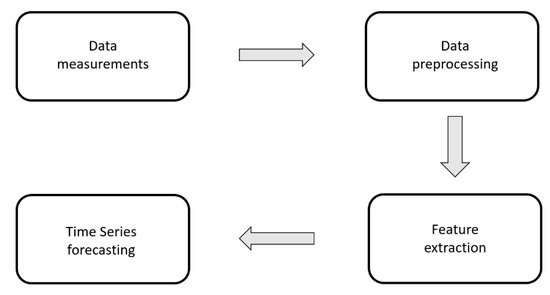 Data
measurements
Data
preprocessing
Feature
extraction
Time Series
forecasting